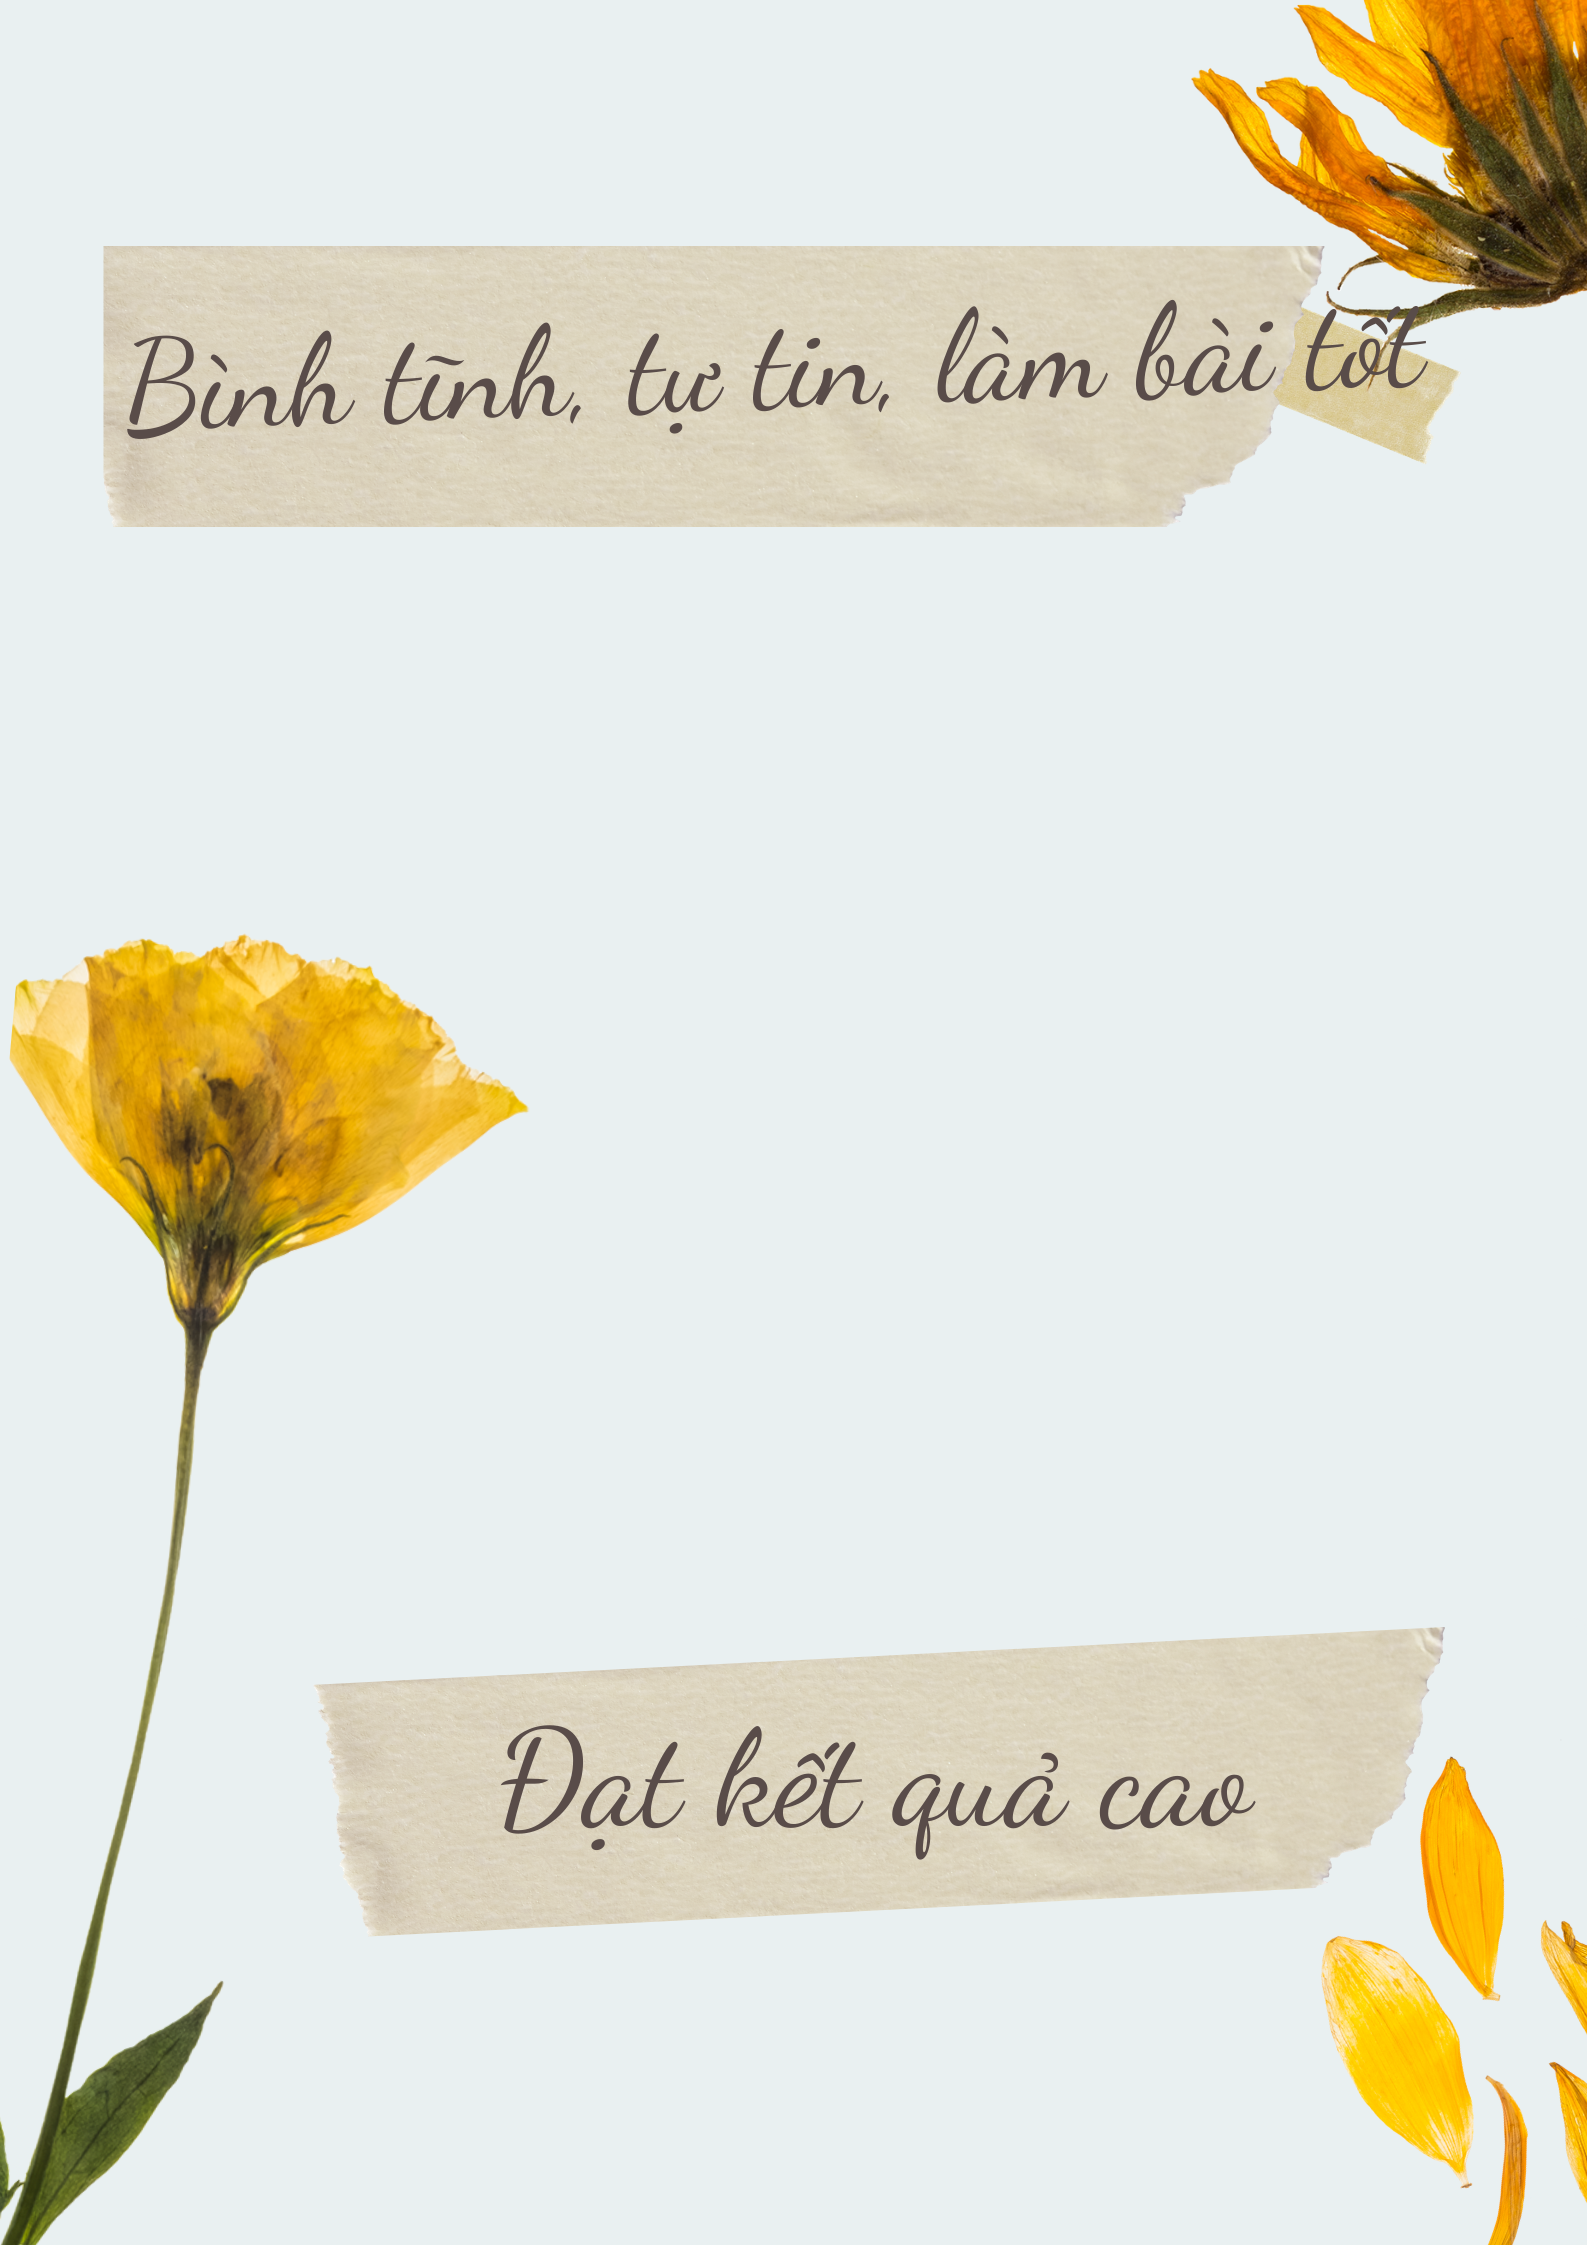 Bình tĩnh, tự tin, làm bài tốt
Đạt kết quả cao